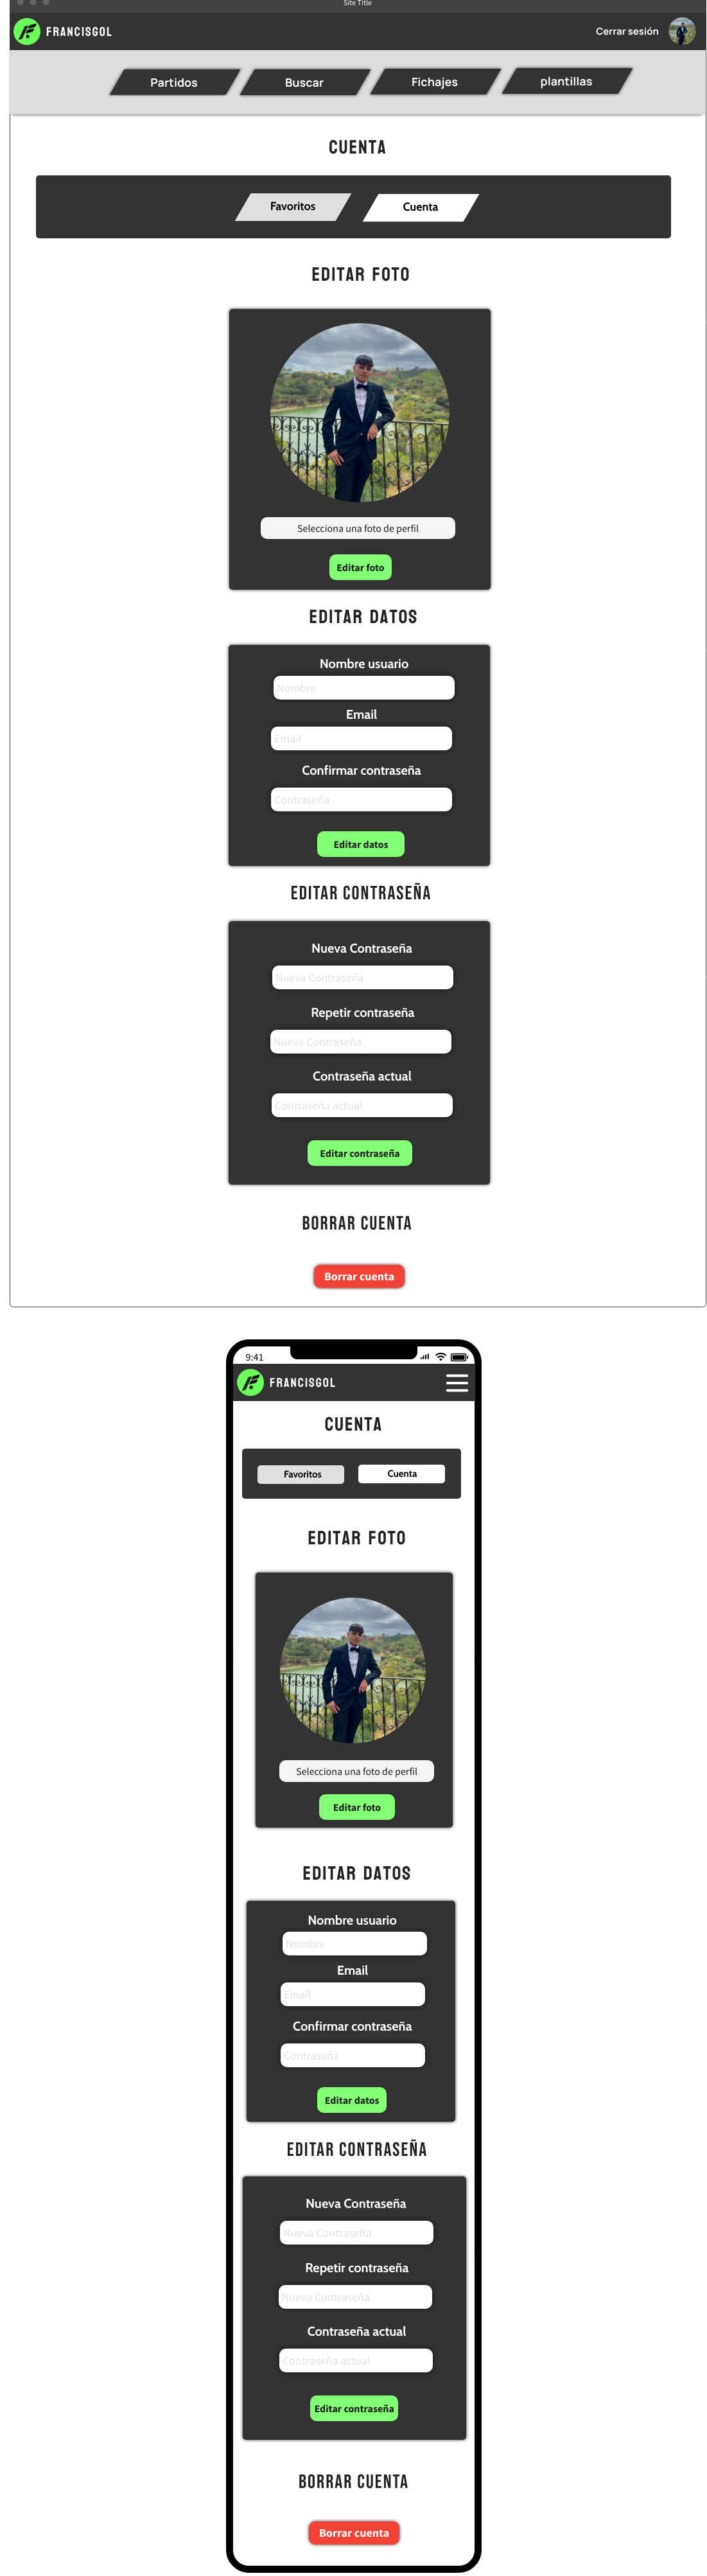 Site Title
FRANCISGOL
Cerrar sesión
Partidos
Buscar
Fichajes
plantillas
CUENTA
Favoritos
Cuenta
EDITAR FOTO
Selecciona una foto de perfil
Editar foto
EDITAR DATOS
Nombre usuario
Nombre
Email
Email
Confirmar contraseña
Contraseña
Editar datos
EDITAR CONTRASEÑA
Nueva Contraseña
Nueva Contraseña
Repetir contraseña
Nueva Contraseña
Contraseña actual
Contraseña actual
Editar contraseña
BORRAR CUENTA
Borrar cuenta
9:41
FRANCISGOL
CUENTA
Favoritos
Cuenta
EDITAR FOTO
Selecciona una foto de perfil
Editar foto
EDITAR DATOS
Nombre usuario
Nombre
Email
Email
Confirmar contraseña
Contraseña
Editar datos
EDITAR CONTRASEÑA
Nueva Contraseña
Nueva Contraseña
Repetir contraseña
Nueva Contraseña
Contraseña actual
Contraseña actual
Editar contraseña
BORRAR CUENTA
Borrar cuenta